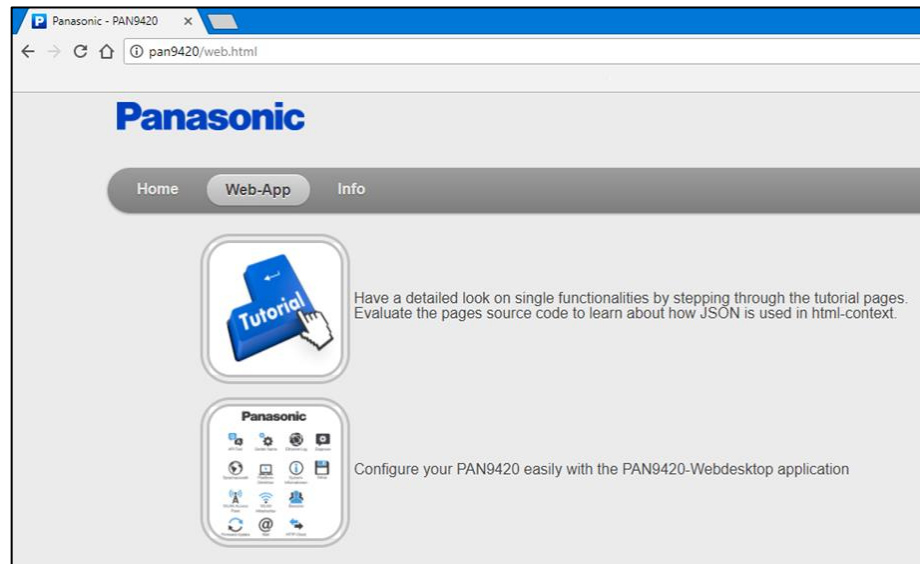 Panasonic - PAN9420
pan9420/web.html
Panasonic
Home Web-App Info
Tutorial
Have a detailed look on single functionalities by stepping through the tutorial pages.
Evaluate the pages source code to learn about how JSON is used in html-context.
Panasonic
Configure your PAN9420 easily with the PAN9420-Webdesktop application